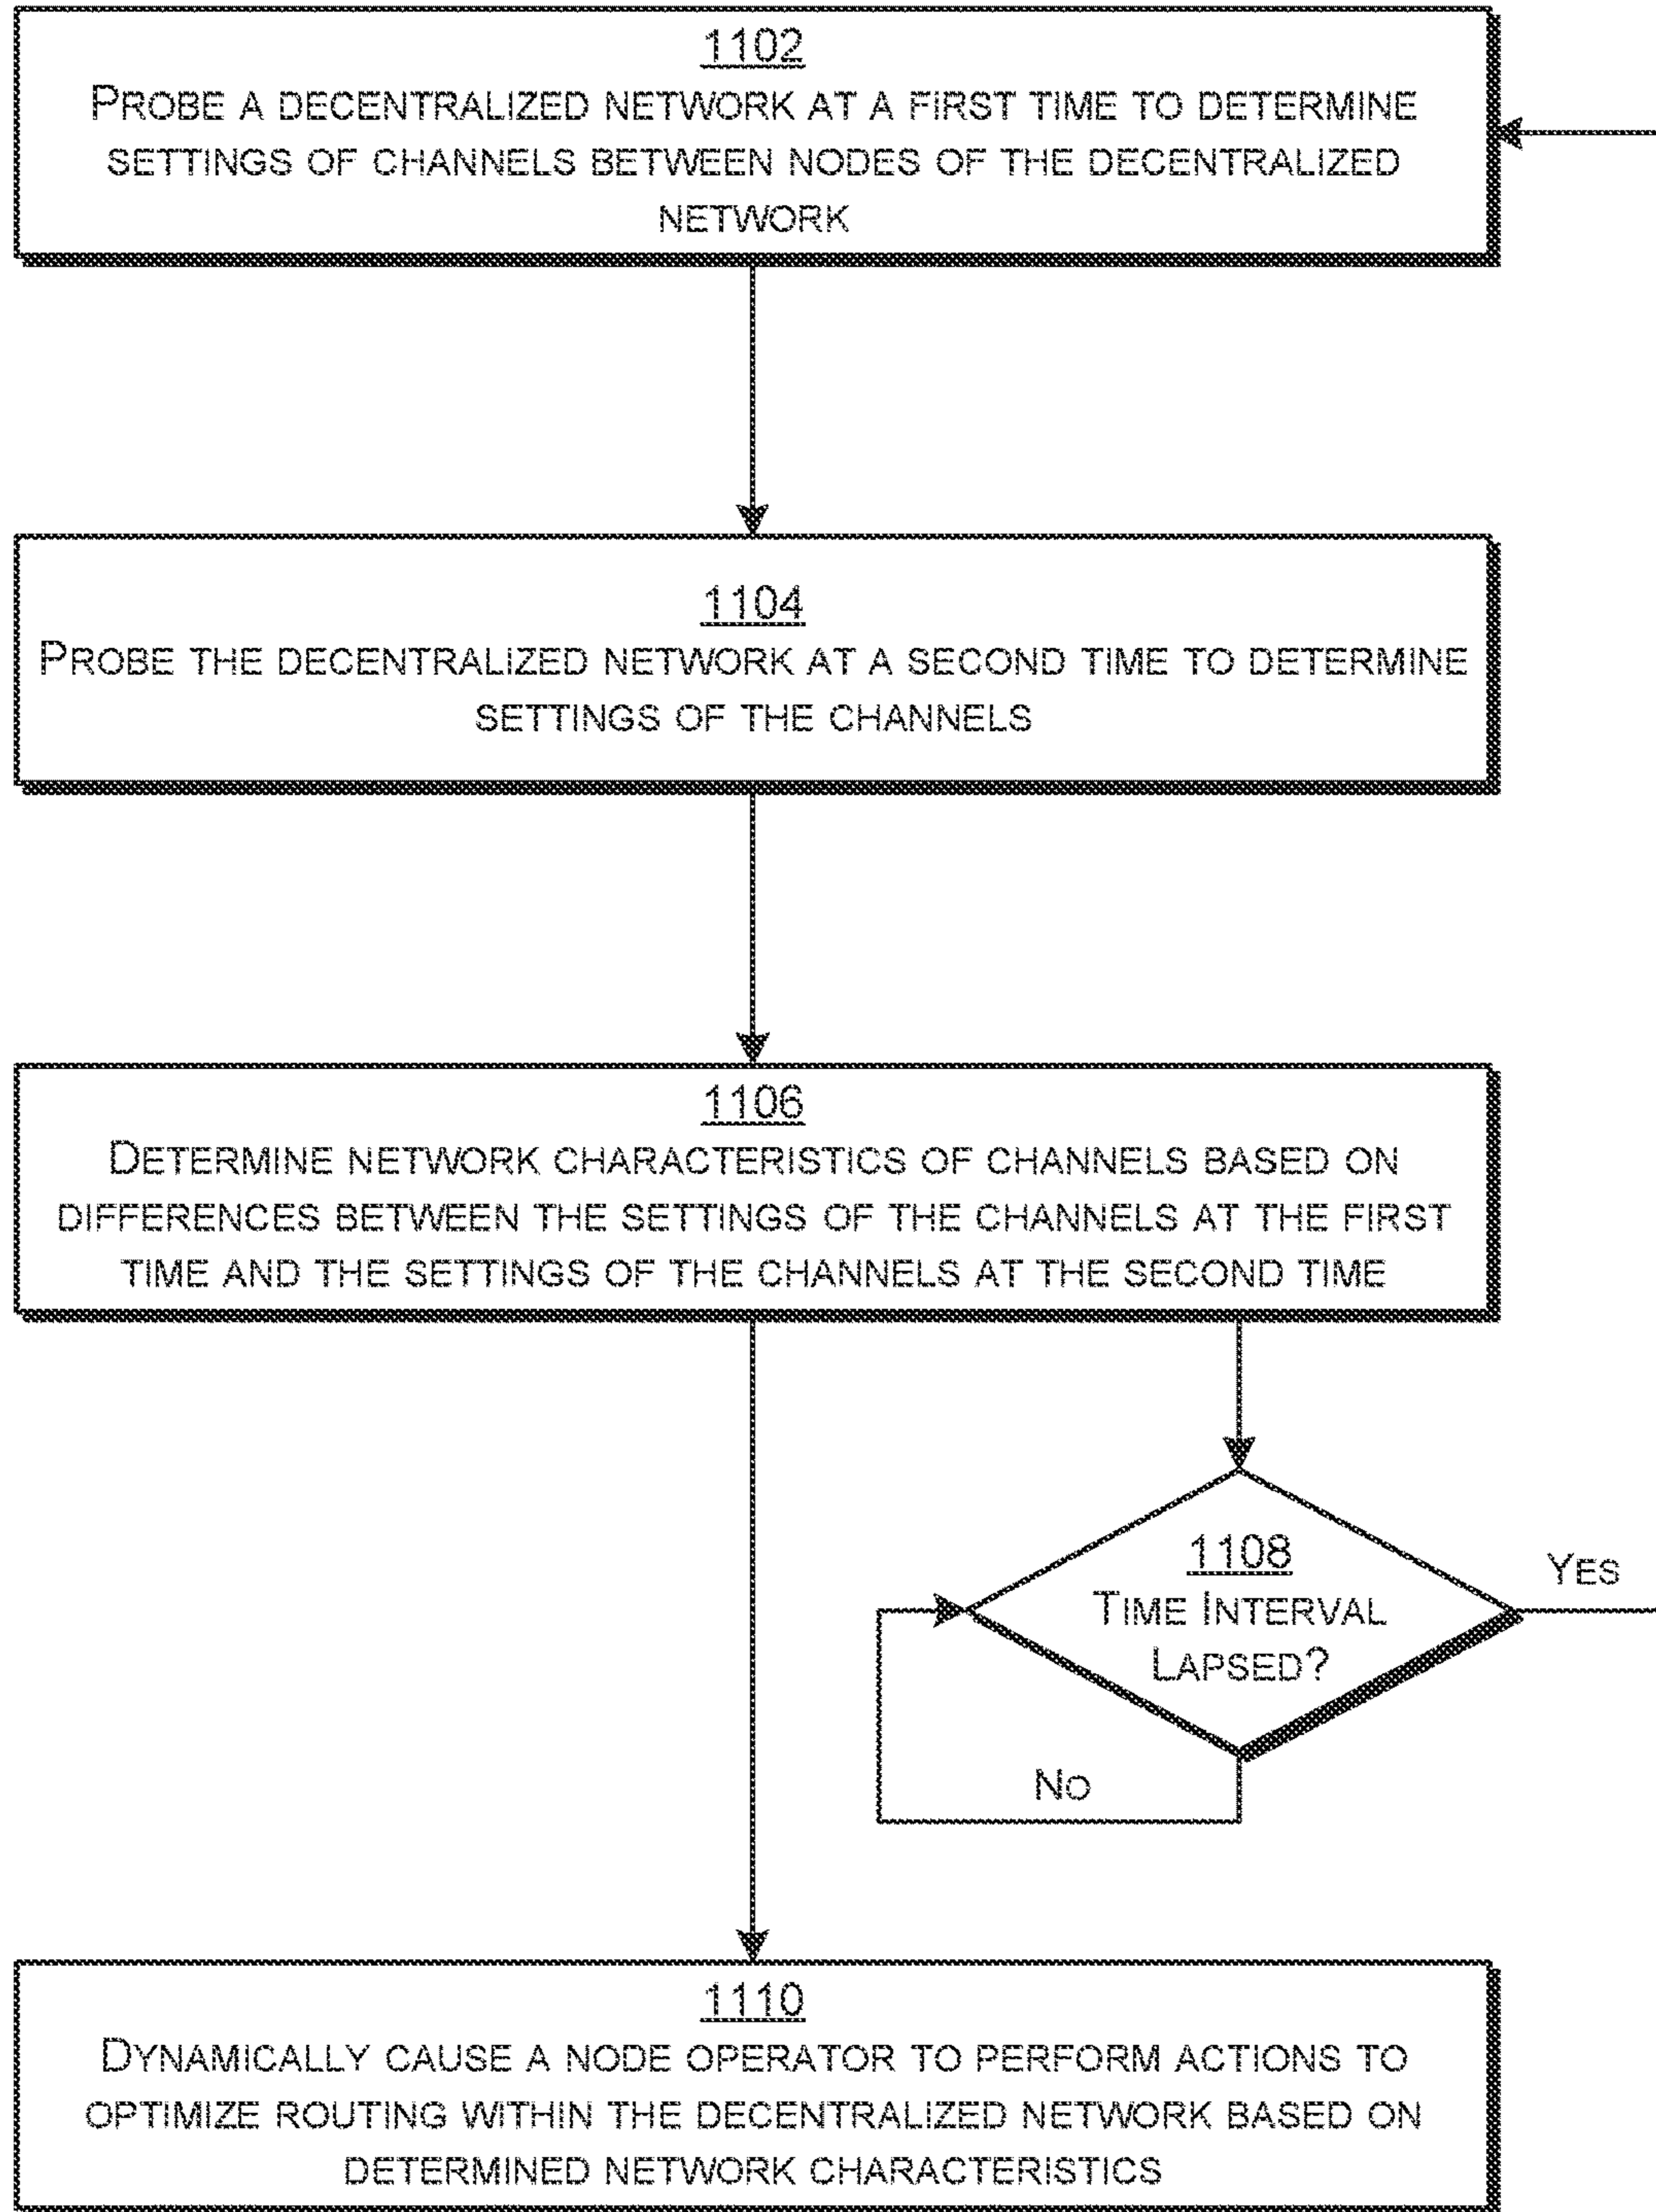 1102
PROBE A DECENTRALIZED NETWORK AT A FIRST TIME TO DETERMINE
SETTINGS OF CHANNELS BETWEEN NODES OF THE DECENTRALIZED
NETWORK
1104
PROBE THE DECENTRALIZED NETWORK AT A SECOND TIME TO DETERMINE
SETTINGS OF THE CHANNELS
1106
DETERMINE NETWORK CHARACTERISTICS OF CHANNELS BASED ON
DIFFERENCES BETWEEN THE SETTINGS OF THE CHANNELS AT THE FIRST
TIME AND THE SETTINGS OF THE CHANNELS AT THE SECOND TIME
1108
TIME INTERVAL
LAPSED?
YES
NO
1110
DYNAMICALLY CAUSE A NODE OPERATOR TO PERFORM ACTIONS TO
OPTIMIZE ROUTING WITHIN THE DECENTRALIZED NETWORK BASED ON
DETERMINED NETWORK CHARACTERISTICS